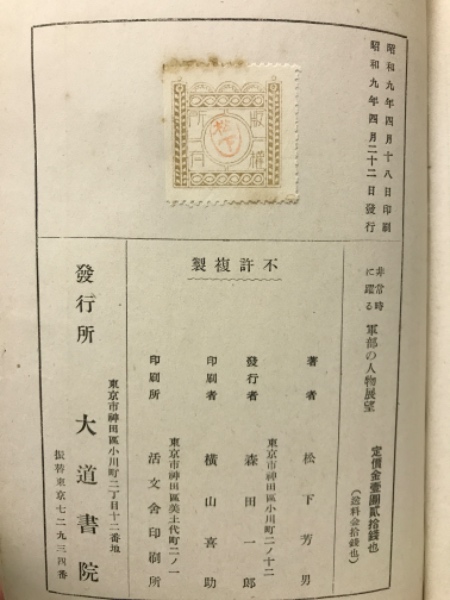 昭和九年四月十八日印刷
昭和九年四月二十二日發行
非常時
に躍る
軍部の人物展望
定價金壹圓貳拾錢也
(送料金拾錢也)
版權
所有
松下
不許複製
著者　松下芳男
東京市神田區小川町二ノ十二
發行者　森田一郎
印刷者　橫山喜助
東京市神田區美土代町二ノ一
印刷所　活文舍印刷所
東京市神田區小川町二丁目十二番地
發行所　大道書院
振替東京七二九三四番